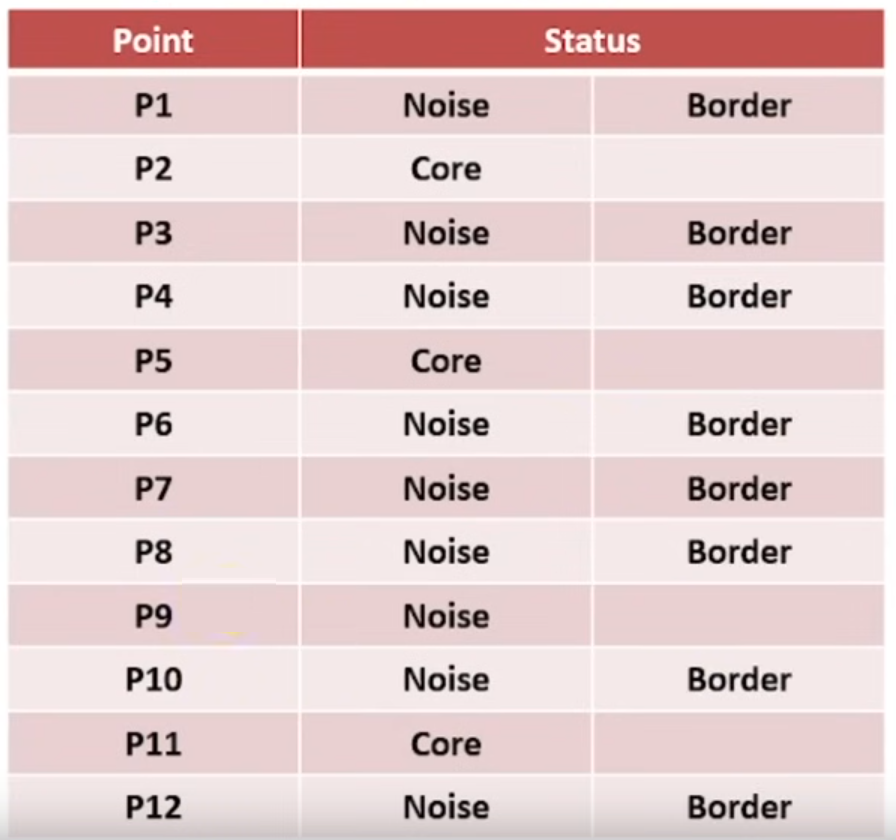 Point Status
P1 Noise Border
P2 Core
P3 Noise Border
P4 Noise Border
P5 Core
P6 Noise Border
P7 Noise Border
P8 Noise Border
P9 Noise
P10 Noise Border
P11 Core
P12 Noise Border